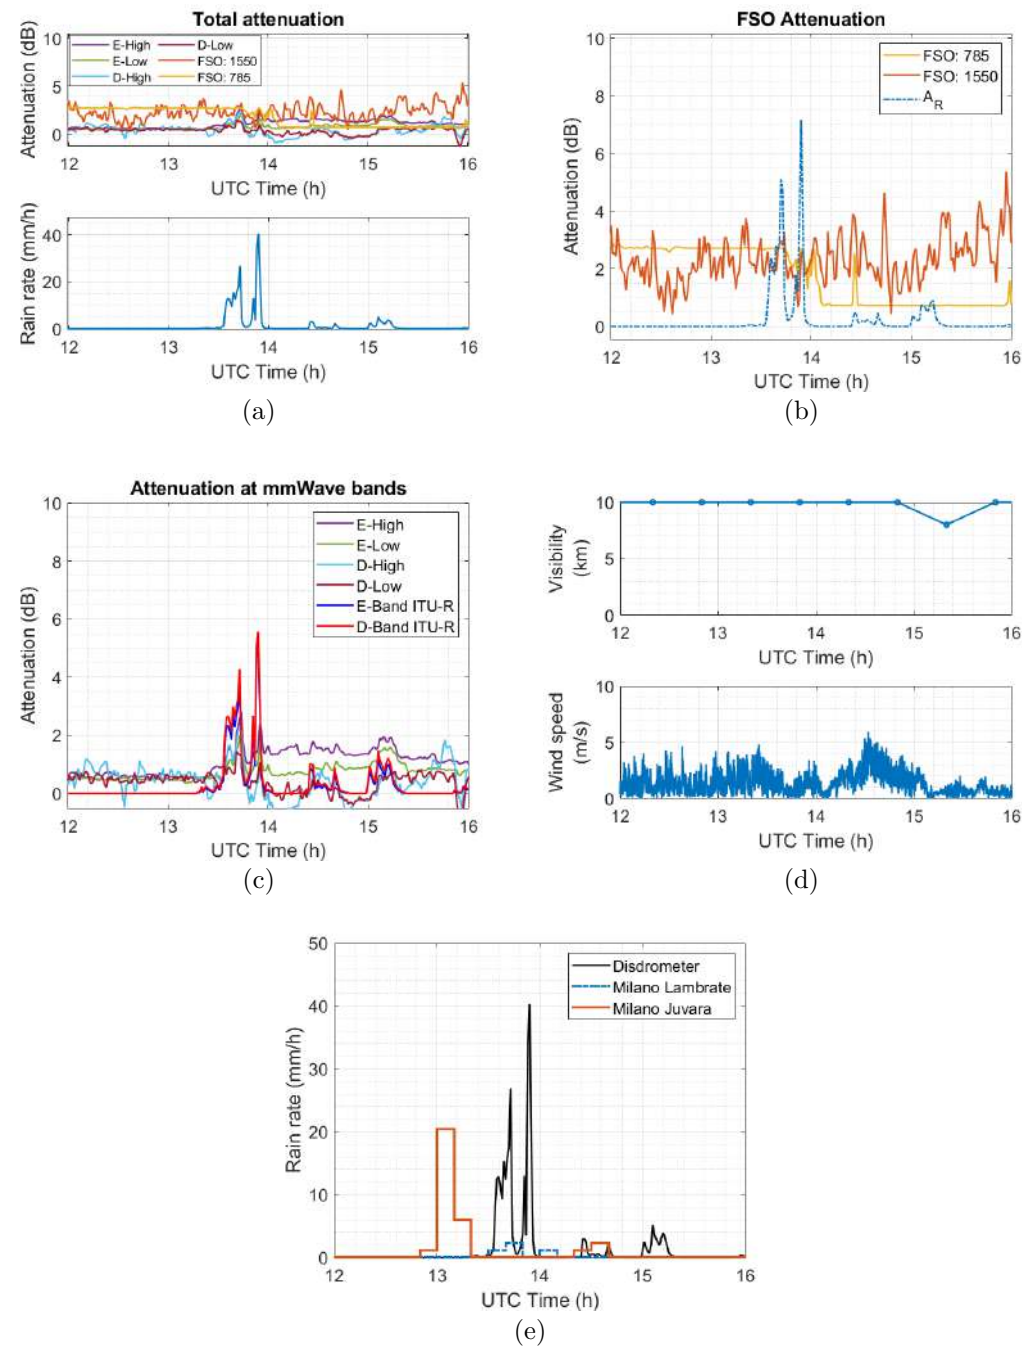 Total attenuation
Attenuation (dB)
10
5
0
E-High
E-Low
D-High
D-Low
FSO: 1550
FSO: 785
12 13 14 15 16
UTC Time (h)
Rain rate (mm/h)
40
20
0
12 13 14 15 16
UTC Time (h)
(a)
FSO Attenuation
Attenuation (dB)
10
8
6
4
2
0
FSO: 785
FSO: 1550
A_R
12 13 14 15 16
UTC Time (h)
(b)
Attenuation at mmWave bands
Attenuation (dB)
10
8
6
4
2
0
E-High
E-Low
D-High
D-Low
E-Band ITU-R
D-Band ITU-R
12 13 14 15 16
UTC Time (h)
(c)
Visibility
(km)
10
5
0
12 13 14 15 16
UTC Time (h)
Wind speed
(m/s)
10
5
0
12 13 14 15 16
UTC Time (h)
(d)
Rain rate (mm/h)
50
40
30
20
10
0
Disdrometer
Milano Lambrate
Milano Juvara
12 13 14 15 16
UTC Time (h)
(e)